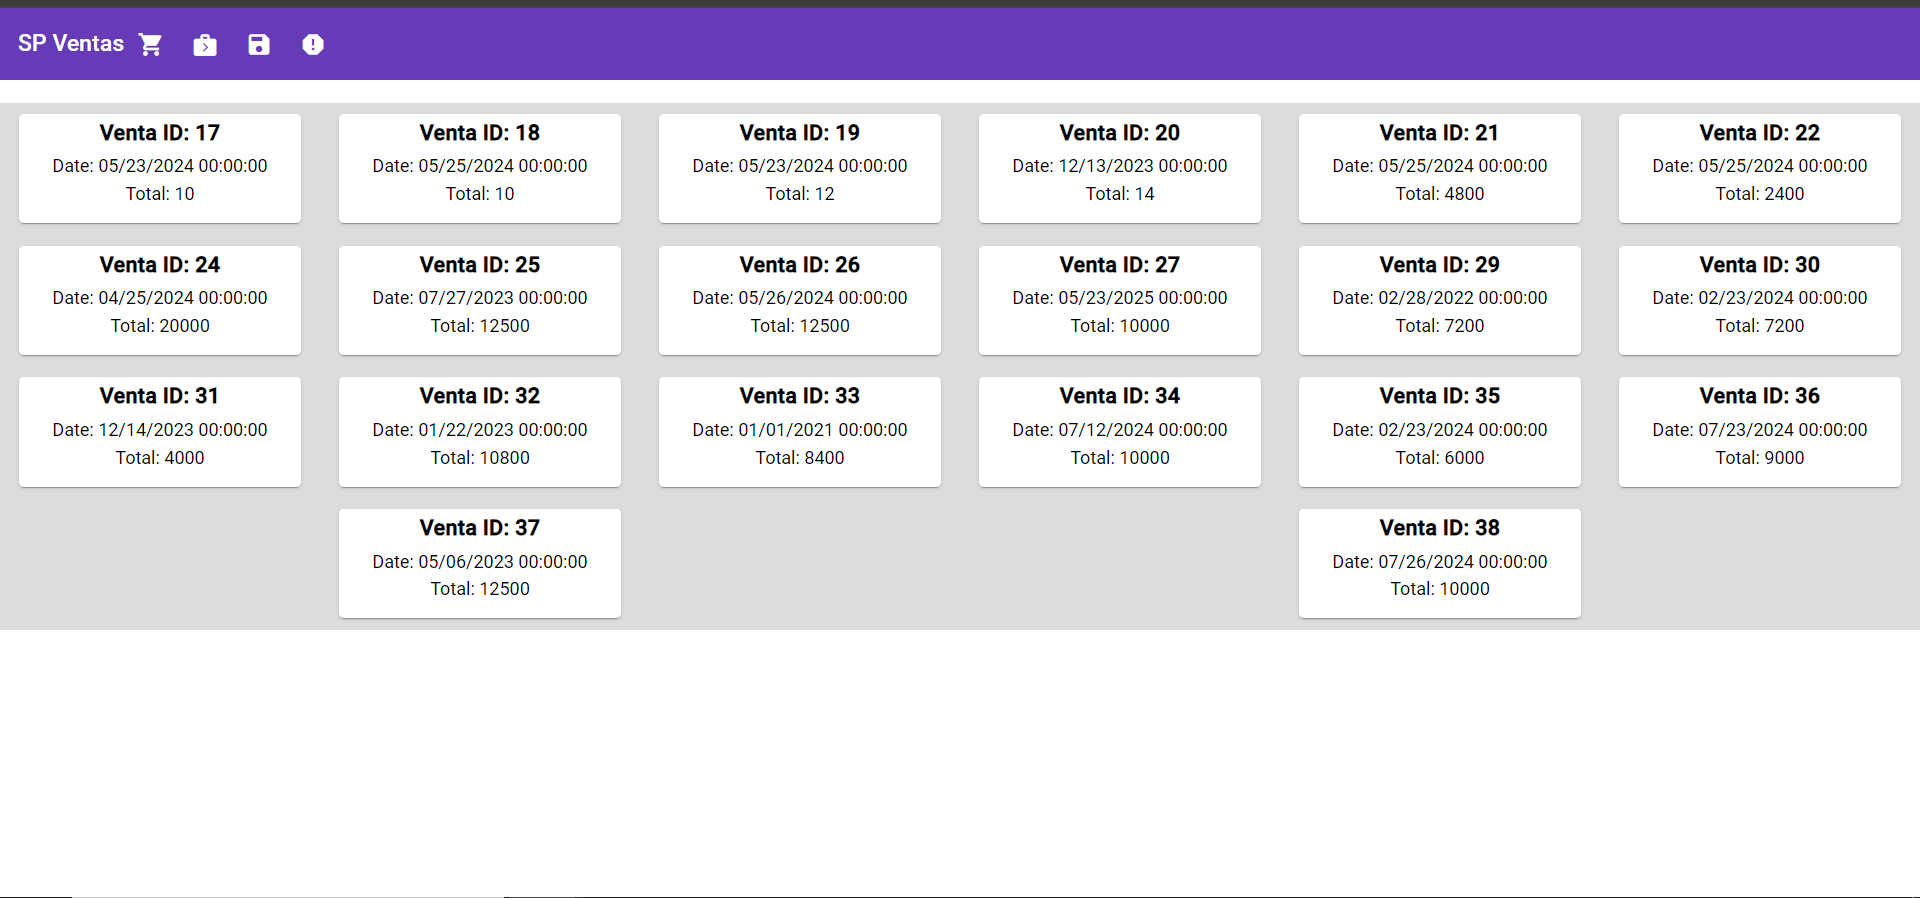 SP Ventas
Venta ID: 17
Date: 05/23/2024 00:00:00
Total: 10
Venta ID: 18
Date: 05/25/2024 00:00:00
Total: 10
Venta ID: 19
Date: 05/23/2024 00:00:00
Total: 12
Venta ID: 20
Date: 12/13/2023 00:00:00
Total: 14
Venta ID: 21
Date: 05/25/2024 00:00:00
Total: 4800
Venta ID: 22
Date: 05/25/2024 00:00:00
Total: 2400
Venta ID: 24
Date: 04/25/2024 00:00:00
Total: 20000
Venta ID: 25
Date: 07/27/2023 00:00:00
Total: 12500
Venta ID: 26
Date: 05/26/2024 00:00:00
Total: 12500
Venta ID: 27
Date: 05/23/2025 00:00:00
Total: 10000
Venta ID: 29
Date: 02/28/2022 00:00:00
Total: 7200
Venta ID: 30
Date: 02/23/2024 00:00:00
Total: 7200
Venta ID: 31
Date: 12/14/2023 00:00:00
Total: 4000
Venta ID: 32
Date: 01/22/2023 00:00:00
Total: 10800
Venta ID: 33
Date: 01/01/2021 00:00:00
Total: 8400
Venta ID: 34
Date: 07/12/2024 00:00:00
Total: 10000
Venta ID: 35
Date: 02/23/2024 00:00:00
Total: 6000
Venta ID: 36
Date: 07/23/2024 00:00:00
Total: 9000
Venta ID: 37
Date: 05/06/2023 00:00:00
Total: 12500
Venta ID: 38
Date: 07/26/2024 00:00:00
Total: 10000